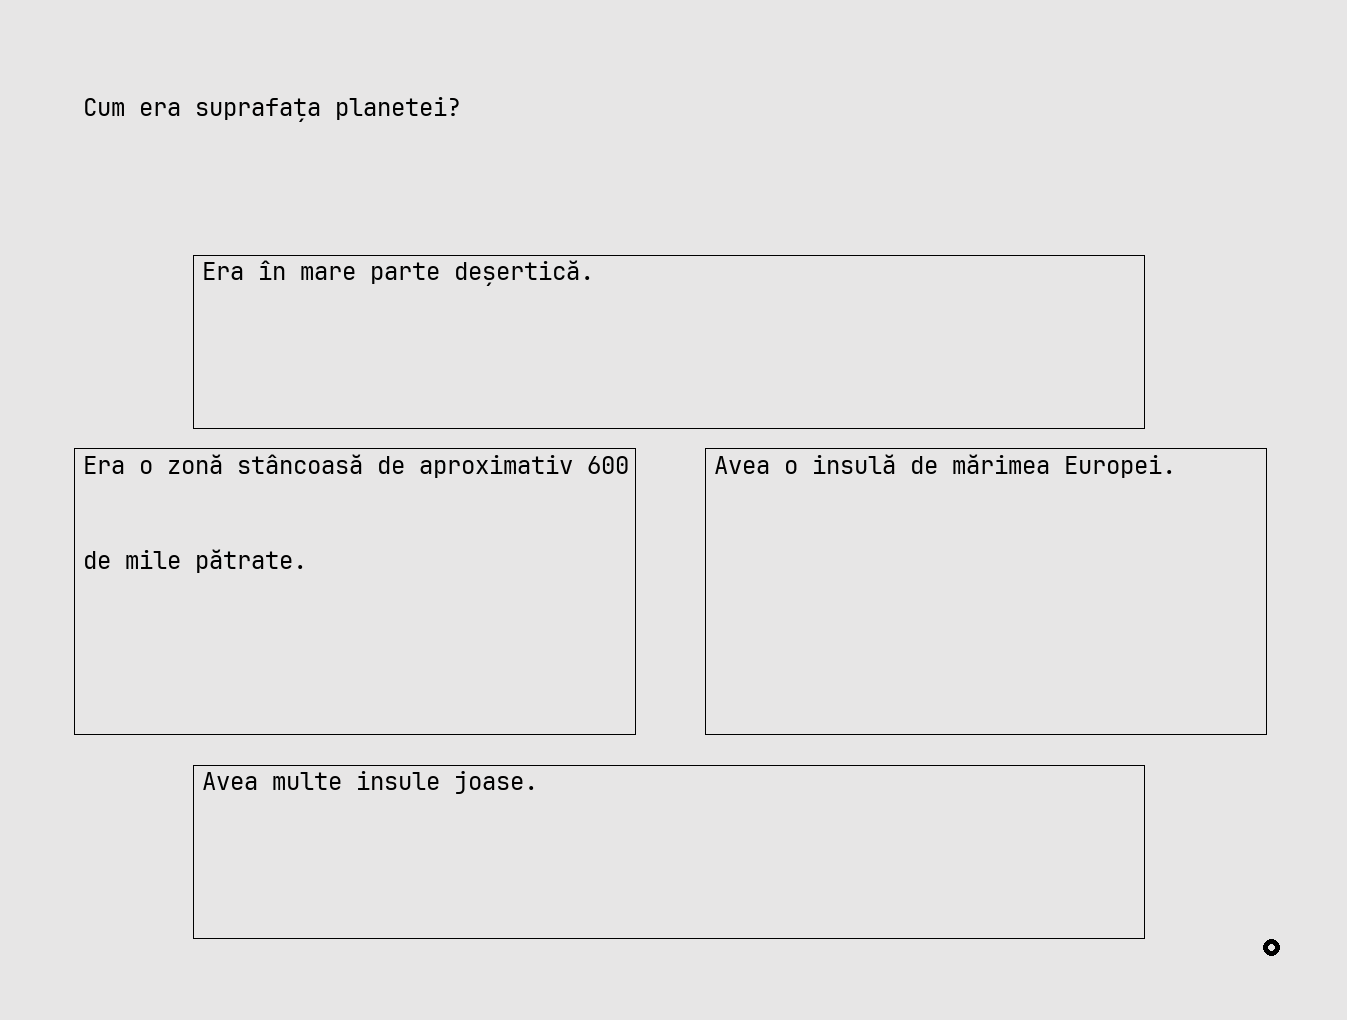 Cum era suprafața planetei?
Era în mare parte deșertică.
Era o zonă stâncoasă de aproximativ 600
de mile pătrate.
Avea o insulă de mărimea Europei.
Avea multe insule joase.